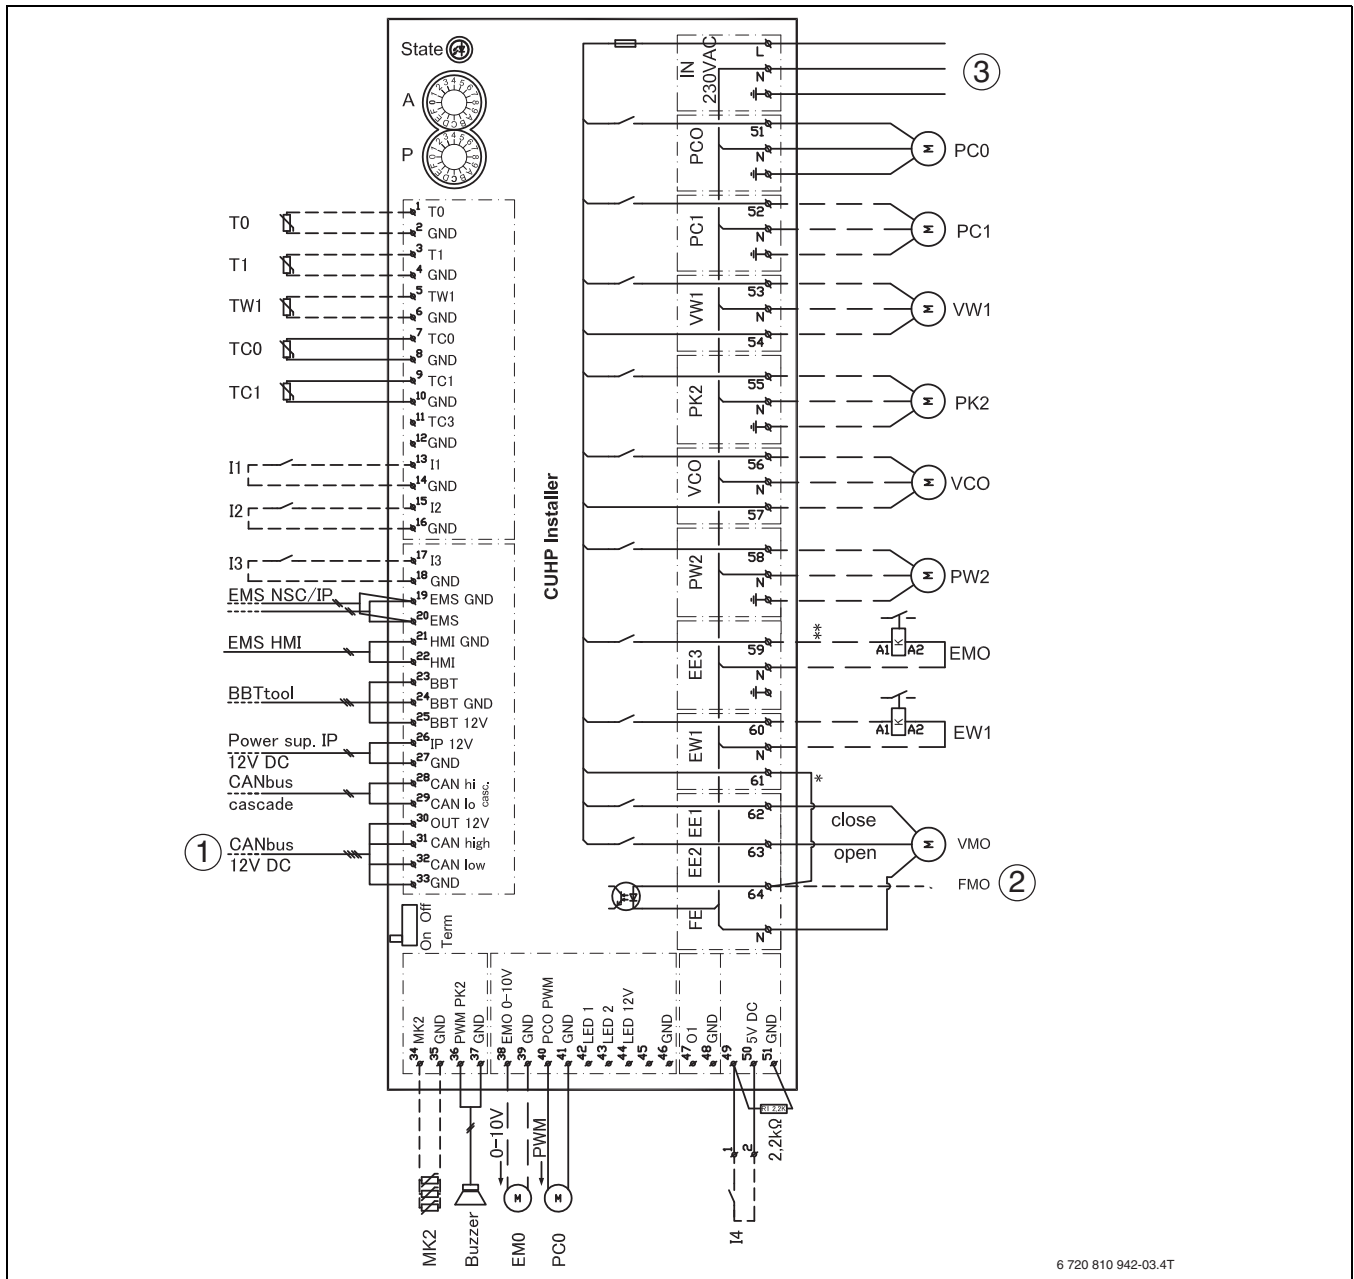 State
A
P
T0
T1
TW1
TC0
TC1
I1
I2
I3
EMS NSC/IP
EMS HMI
BBTtool
Power sup. IP
12V DC
CANbus
cascade
1 CANbus
12V DC
1 T0
2 GND
3 T1
4 GND
5 TW1
6 GND
7 TC0
8 GND
9 TC1
10 GND
11 TC3
12 GND
13 I1
14 GND
15 I2
16 GND
17 I3
18 GND
19 EMS GND
20 EMS
21 HMI GND
22 HMI
23 BBT
24 BBT GND
25 BBT 12V
26 IP 12V
27 GND
28 CAN hi
29 CAN lo
casc.
30 OUT 12V
31 CAN high
32 CAN low
33 GND
On Off
Term
CUHP Installer
IN
230VAC
L
N
3
PCO
51
N
M
PC0
PC1
52
N
M
PC1
VW1
53
N
54
M
VW1
PK2
55
N
M
PK2
VCO
56
N
57
M
VCO
PW2
58
N
M
PW2
EE3
59
N
**
A1 K A2
EMO
EW1
60
N
61
*
A1 K A2
EW1
EE1
62
close
EE2
63
open
M
VMO
FE
64
FMO 2
N
34 MK2
35 GND
36 PWM PK2
37 GND
38 EMO 0-10V
39 GND
40 PCO PWM
41 GND
42 LED 1
43 LED 2
44 LED 12V
45
46 GND
47 O1
48 GND
49
50 5V DC
51 GND
0-10V
PWM
RT 2,2K
2,2kΩ
1
2
M
M
MK2
Buzzer
EM0
PC0
I4
6 720 810 942-03.4T